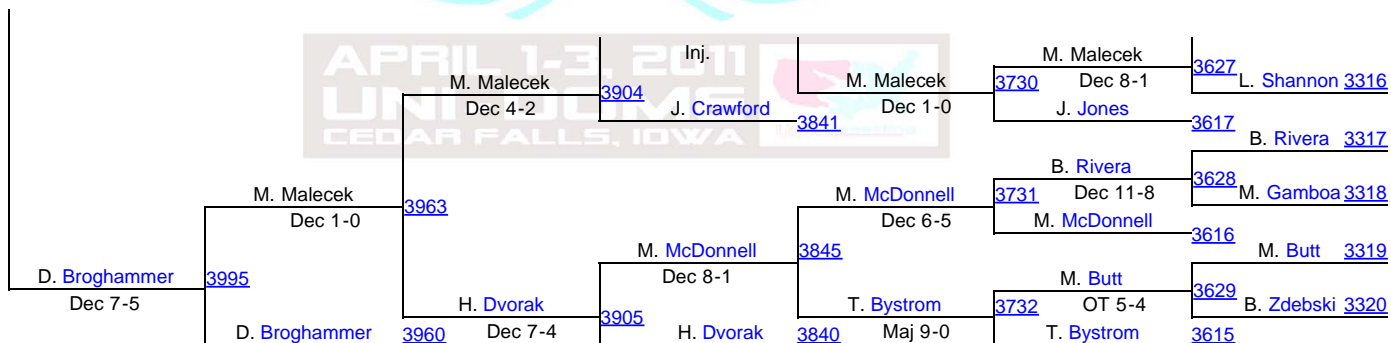 APRIL 1-3, 2011
UNI-DOME
CEDAR FALLS, IOWA
Inj.
M. Malecek
Dec 4-2
3904
J. Crawford
3841
M. Malecek
Dec 1-0
3730
M. Malecek
Dec 8-1
J. Jones
3627
L. Shannon 3316
3617
B. Rivera 3317
M. Malecek
Dec 1-0
3963
M. McDonnell
Dec 6-5
3731
B. Rivera
Dec 11-8
M. McDonnell
3628
M. Gamboa 3318
3616
M. Butt 3319
D. Broghammer
Dec 7-5
3995
M. McDonnell
Dec 8-1
3845
M. Butt
OT 5-4
3629
B. Zdebski 3320
D. Broghammer 3960
H. Dvorak
Dec 7-4
3905
H. Dvorak 3840
T. Bystrom
Maj 9-0
3732
T. Bystrom 3615